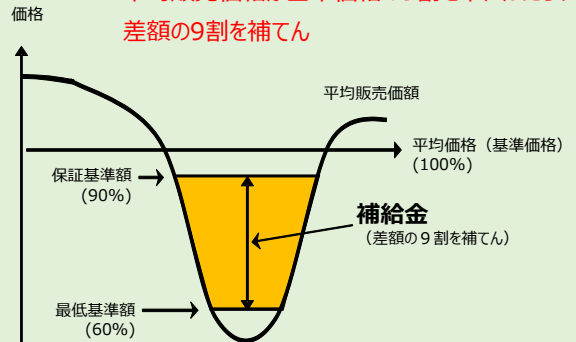 価格
差額の9割を補てん
平均販売価額
平均価格（基準価格）
(100%)
保証基準額
(90%)
補給金
（差額の９割を補てん）
最低基準額
(60%)